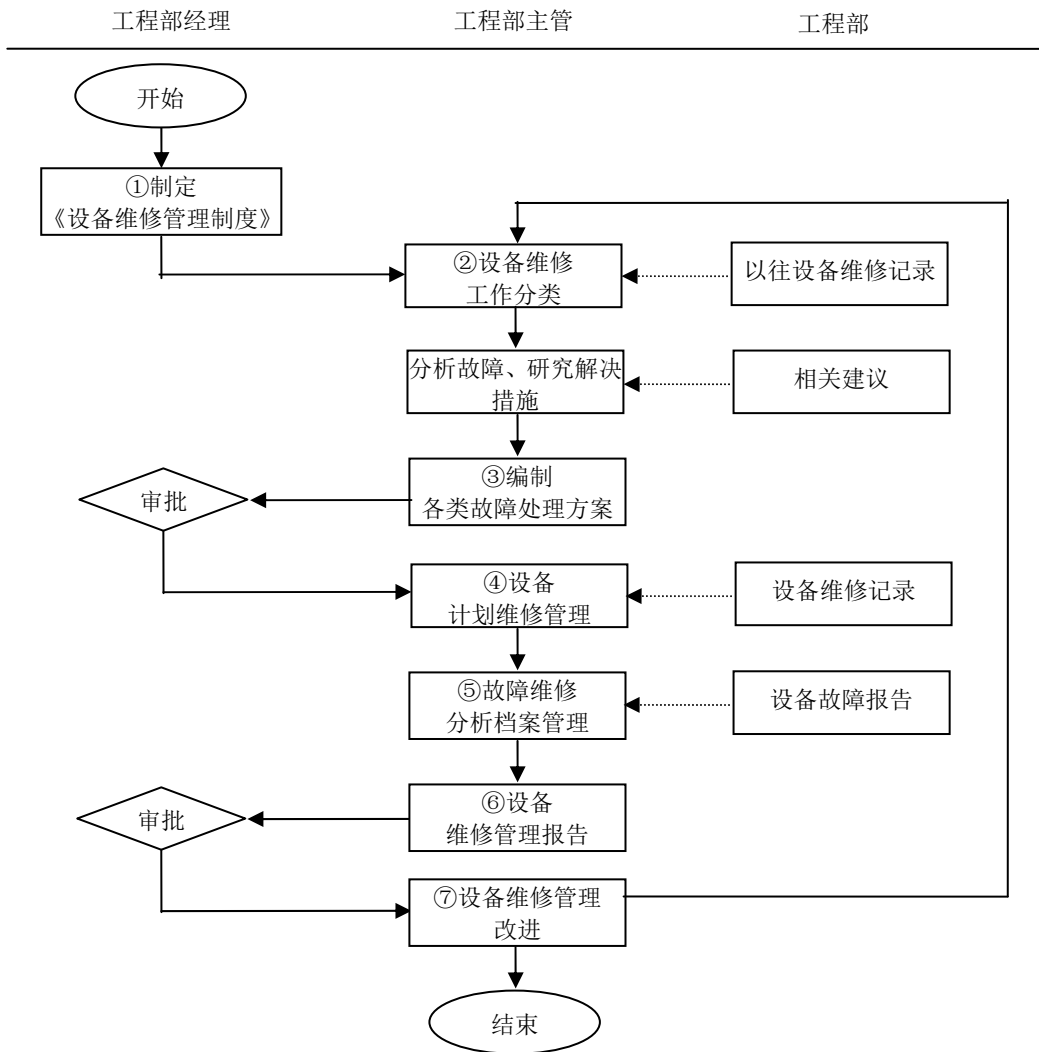 工程部经理
工程部主管
工程部
开始
①制定
《设备维修管理制度》
②设备维修
工作分类
以往设备维修记录
分析故障、研究解决
措施
相关建议
③编制
各类故障处理方案
审批
④设备
计划维修管理
设备维修记录
⑤故障维修
分析档案管理
设备故障报告
⑥设备
维修管理报告
审批
⑦设备维修管理
改进
结束